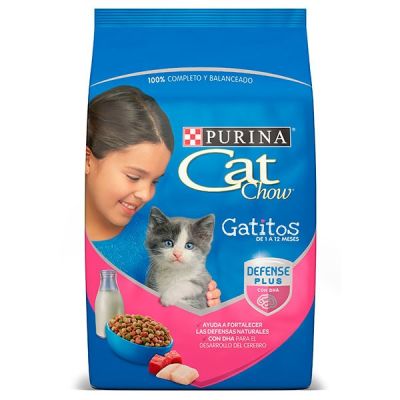 100% COMPLETO Y BALANCEADO
PURINA
Cat
Chow
Gatitos
DE 1 A 12 MESES
DEFENSE
PLUS
CON DHA
• AYUDA A FORTALECER
LAS DEFENSAS NATURALES
• CON DHA PARA EL
DESARROLLO DEL CEREBRO